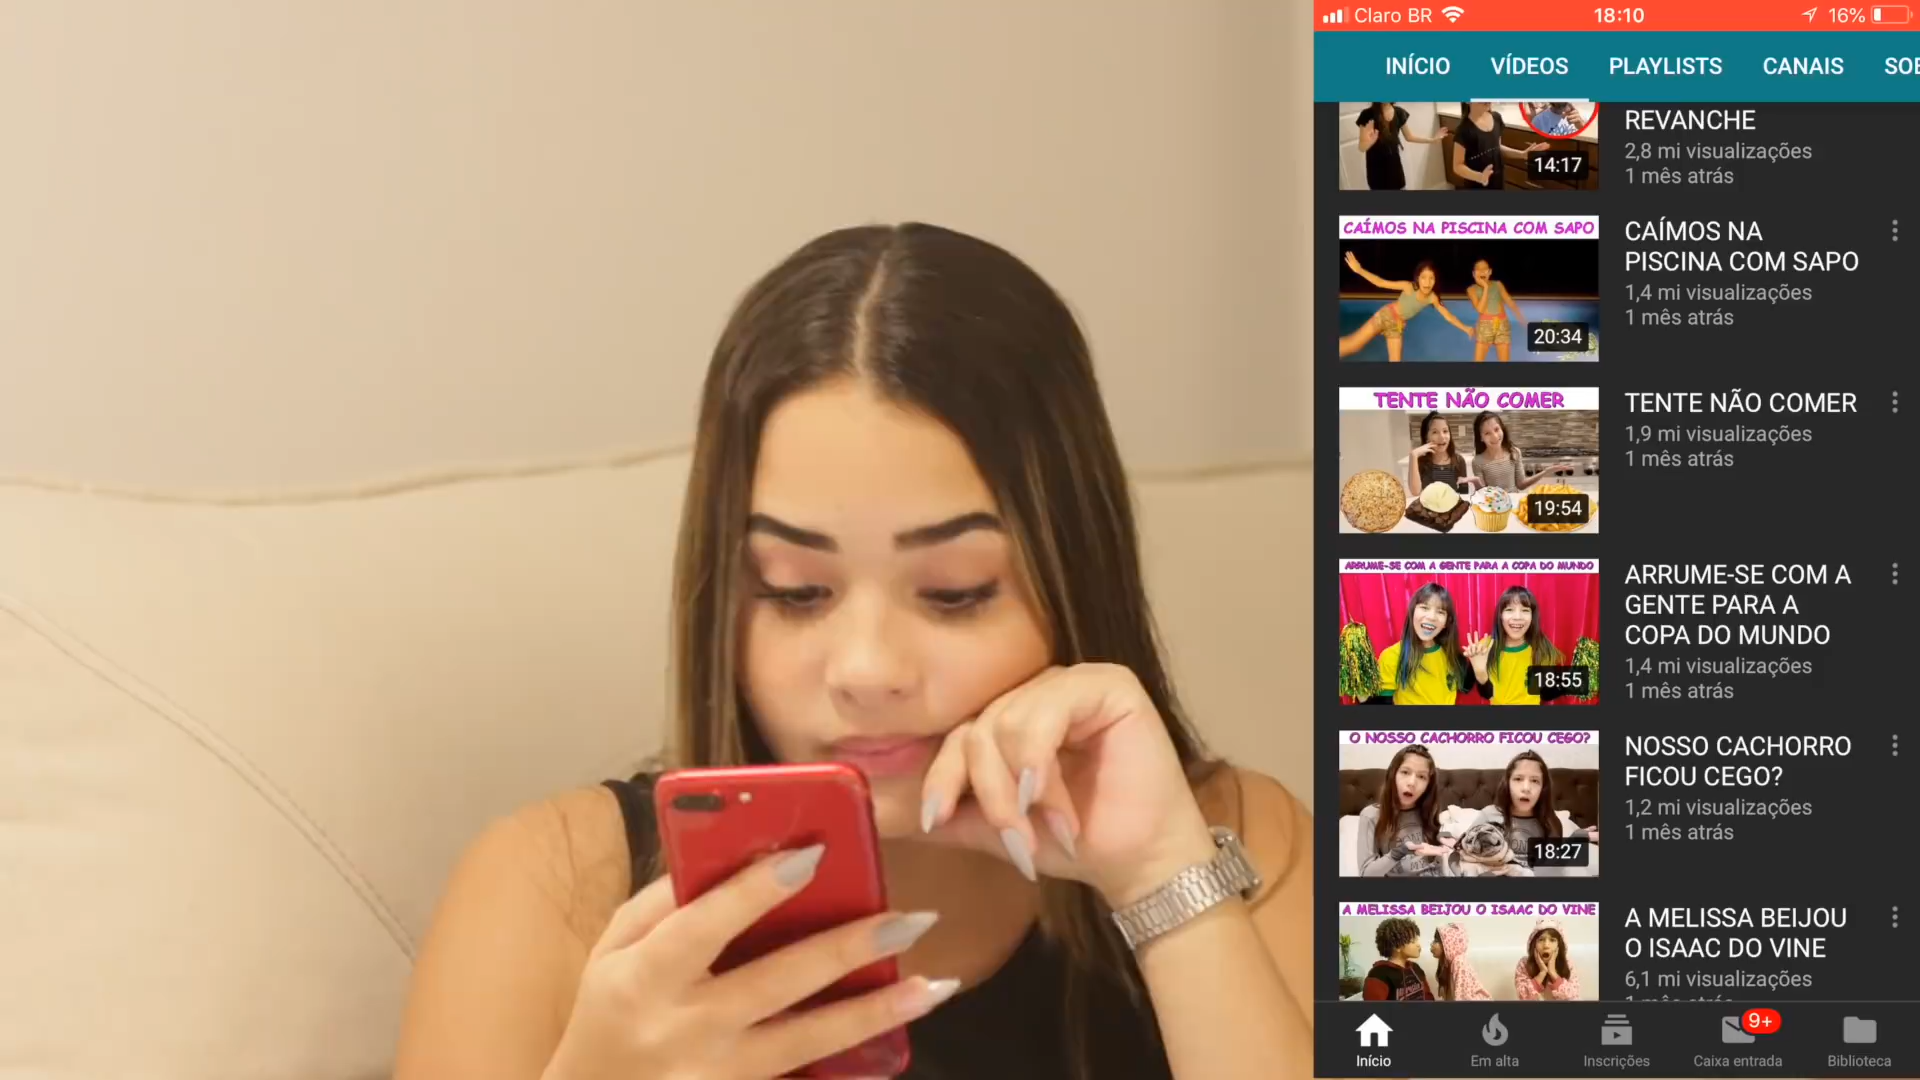 Claro BR
18:10
16%
INÍCIO VÍDEOS PLAYLISTS CANAIS SOB
REVANCHE
2,8 mi visualizações
1 mês atrás
14:17
CAÍMOS NA PISCINA COM SAPO
20:34
CAÍMOS NA
PISCINA COM SAPO
1,4 mi visualizações
1 mês atrás
TENTE NÃO COMER
19:54
TENTE NÃO COMER
1,9 mi visualizações
1 mês atrás
ARRUME-SE COM A GENTE PARA A COPA DO MUNDO
18:55
ARRUME-SE COM A
GENTE PARA A
COPA DO MUNDO
1,4 mi visualizações
1 mês atrás
O NOSSO CACHORRO FICOU CEGO?
18:27
NOSSO CACHORRO
FICOU CEGO?
1,2 mi visualizações
1 mês atrás
A MELISSA BEIJOU O ISAAC DO VINE
A MELISSA BEIJOU
O ISAAC DO VINE
6,1 mi visualizações
1 mês atrás
9+
Início Em alta Inscrições Caixa entrada Biblioteca